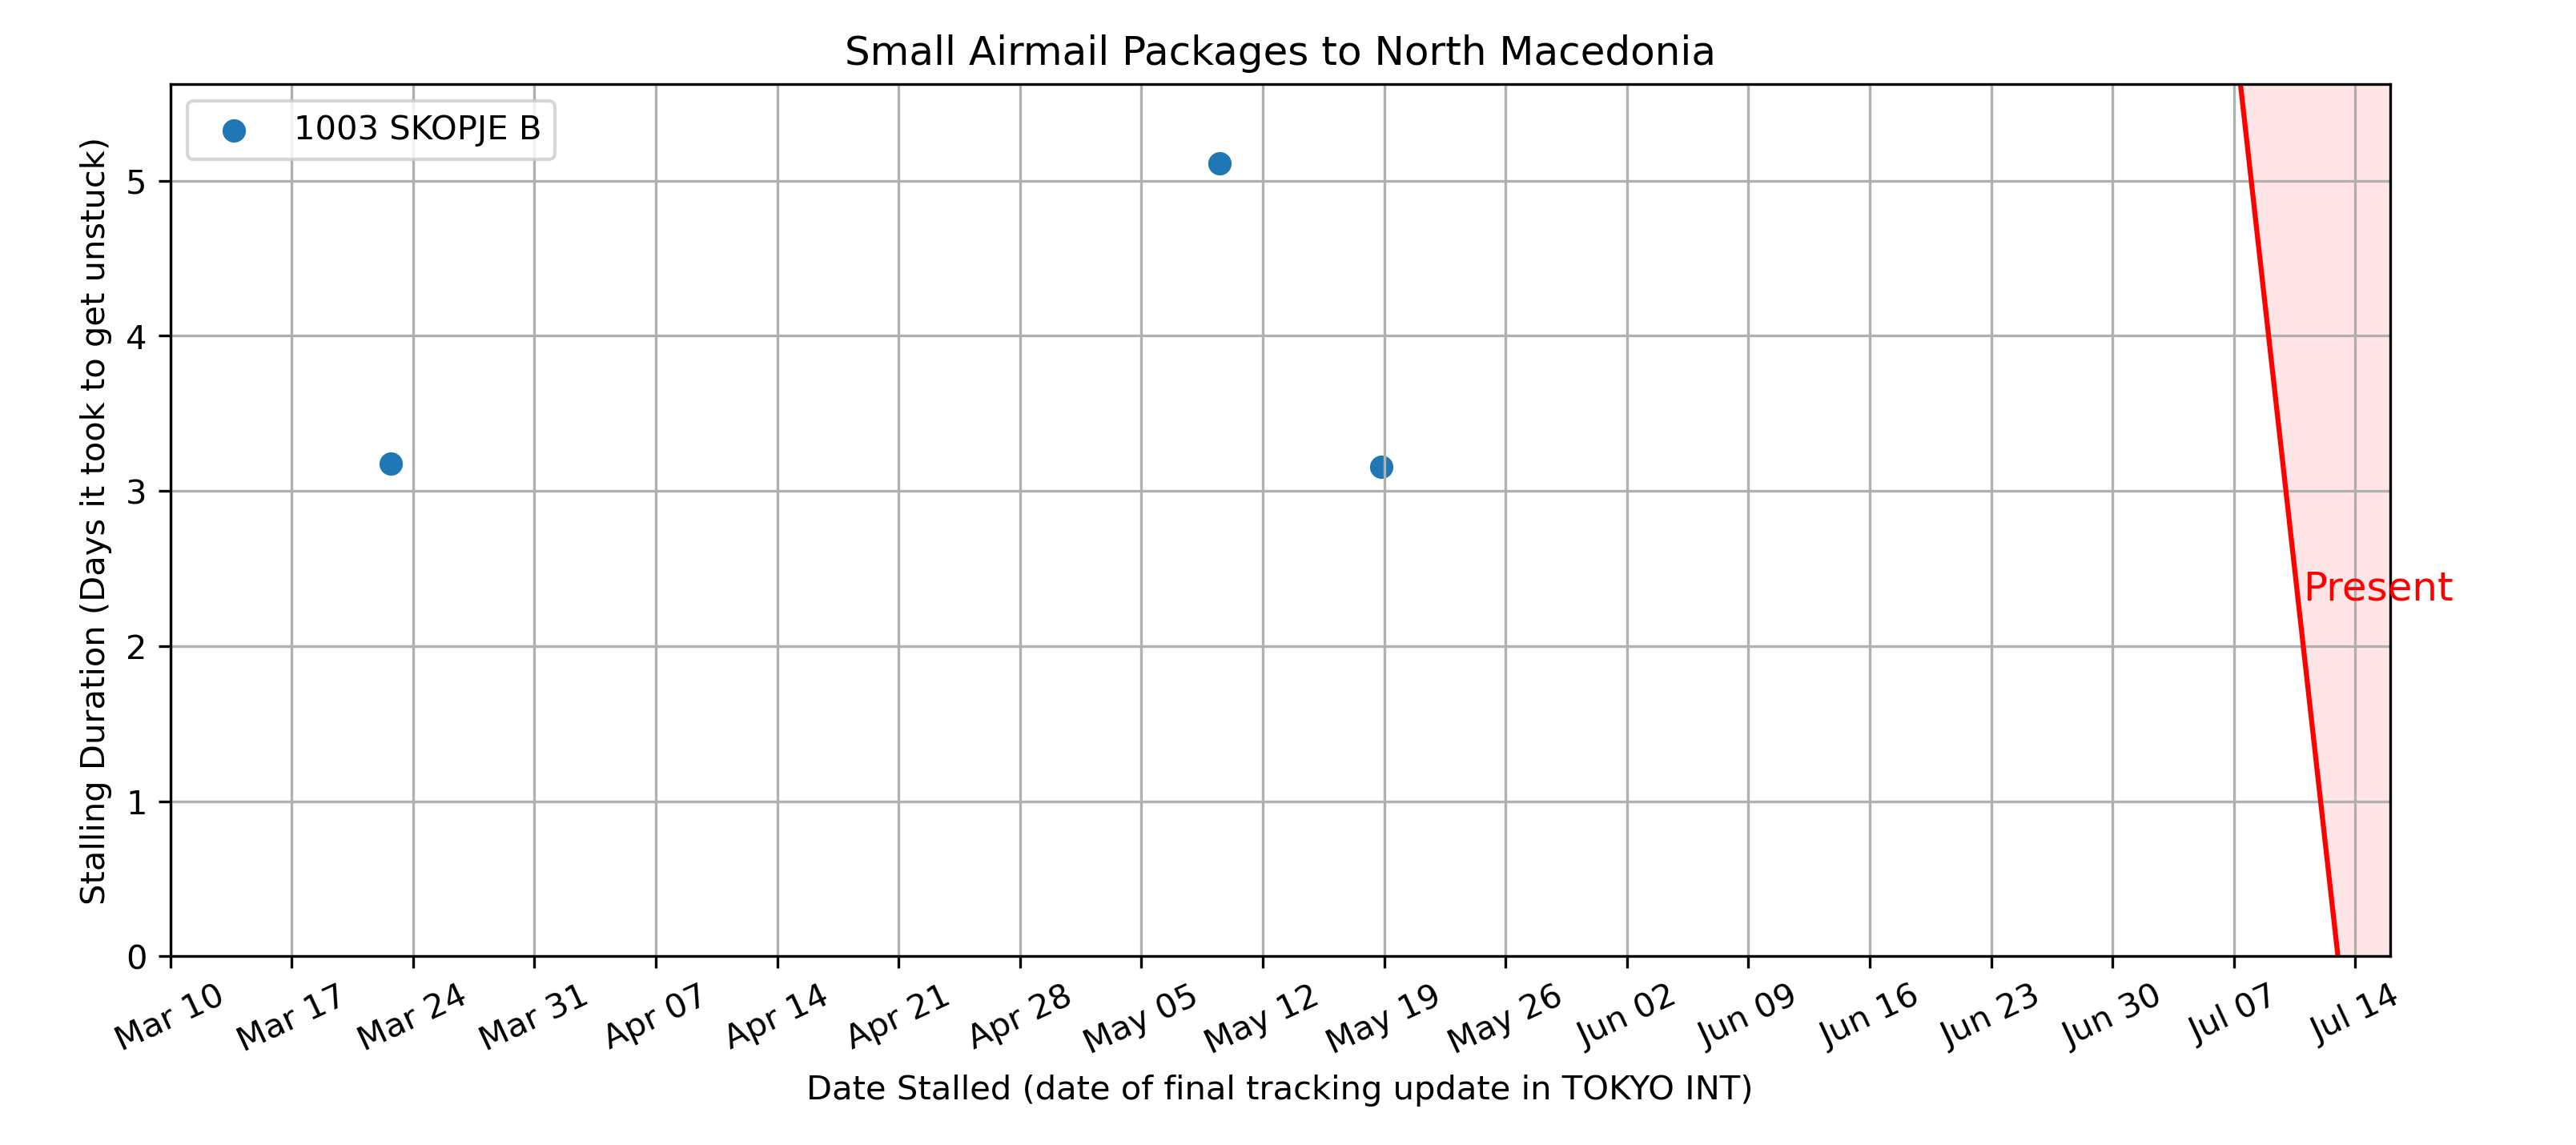 Small Airmail Packages to North Macedonia
1003 SKOPJE B
Stalling Duration (Days it took to get unstuck)
5
4
3
2
1
0
Present
Mar 10
Mar 17
Mar 24
Mar 31
Apr 07
Apr 14
Apr 21
Apr 28
May 05
May 12
May 19
May 26
Jun 02
Jun 09
Jun 16
Jun 23
Jun 30
Jul 07
Jul 14
Date Stalled (date of final tracking update in TOKYO INT)